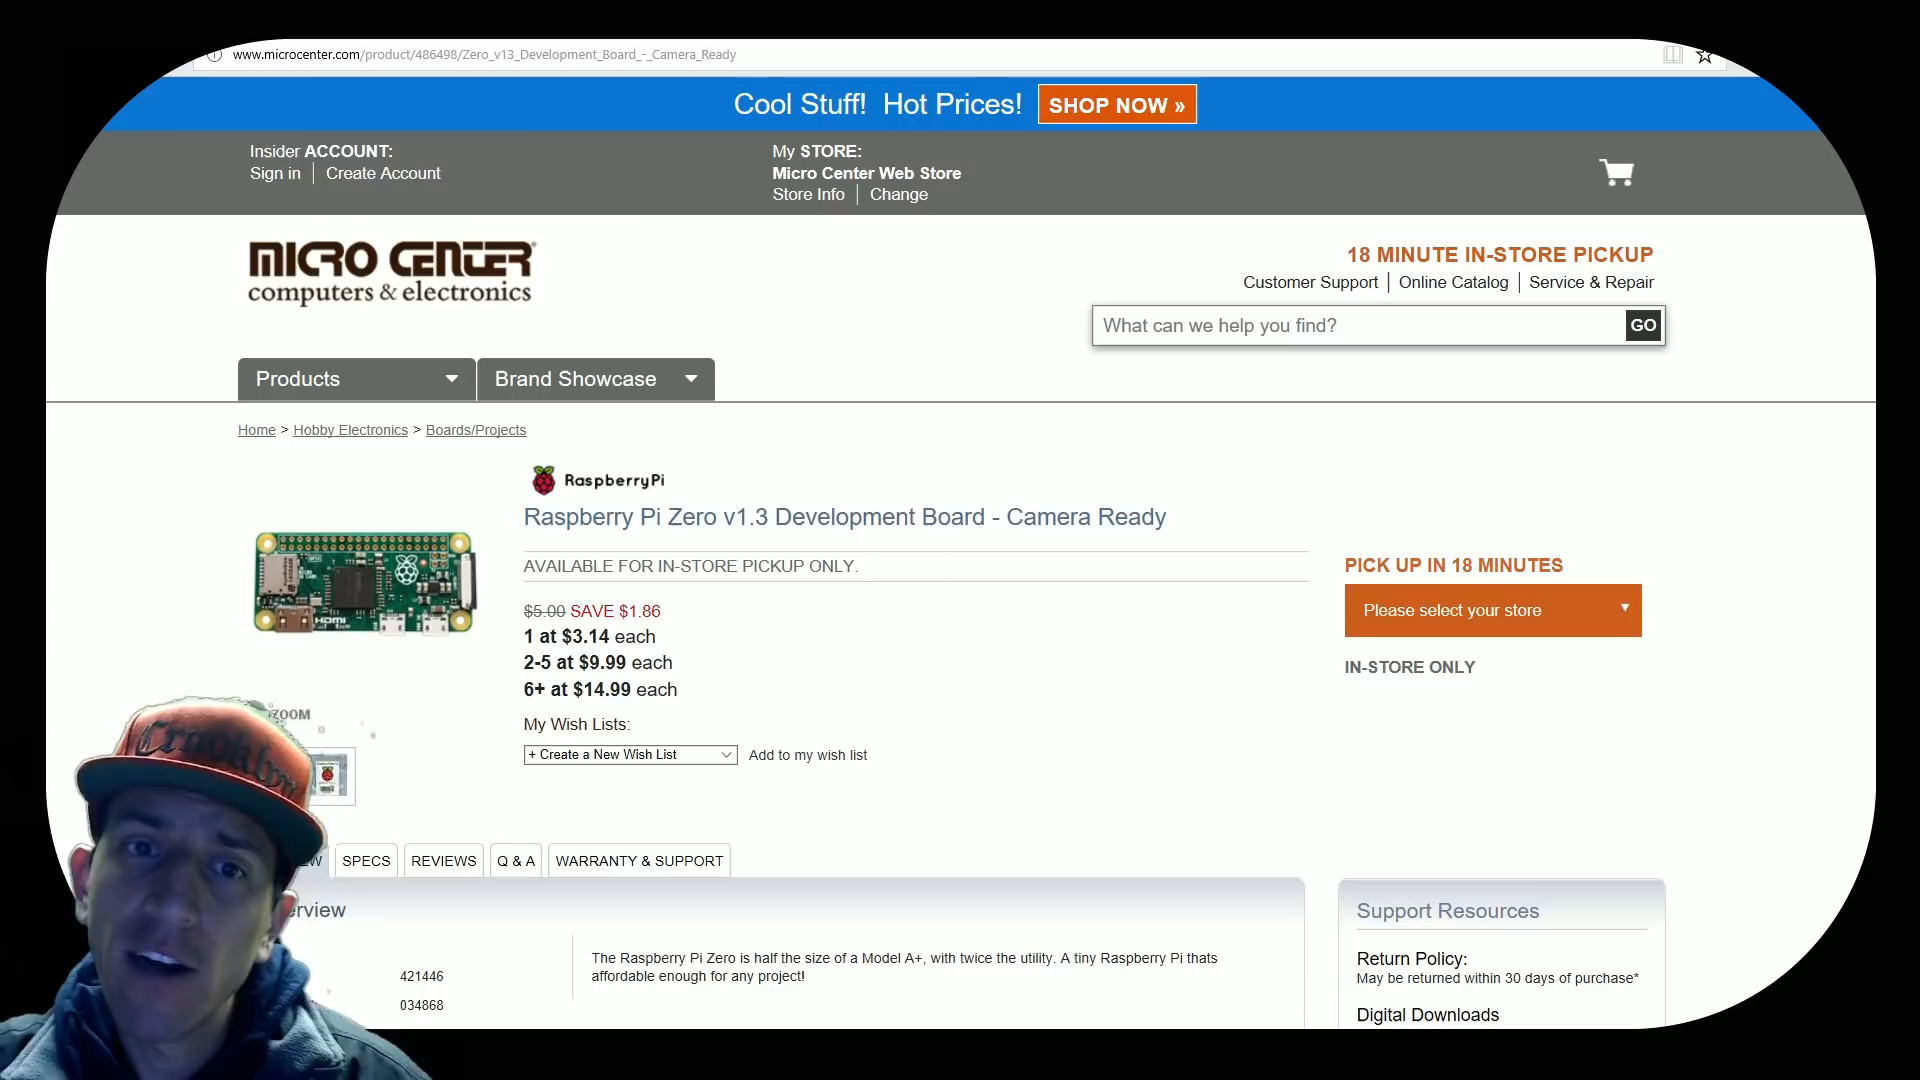 www.microcenter.com/product/486498/Zero_v13_Development_Board_-_Camera_Ready
Cool Stuff! Hot Prices! SHOP NOW »
Insider ACCOUNT:
Sign in | Create Account
My STORE:
Micro Center Web Store
Store Info | Change
MICRO CENTER
computers & electronics
18 MINUTE IN-STORE PICKUP
Customer Support | Online Catalog | Service & Repair
What can we help you find? GO
Products Brand Showcase
Home > Hobby Electronics > Boards/Projects
RaspberryPi
Raspberry Pi Zero v1.3 Development Board - Camera Ready
AVAILABLE FOR IN-STORE PICKUP ONLY.
$5.00 SAVE $1.86
1 at $3.14 each
2-5 at $9.99 each
6+ at $14.99 each
My Wish Lists:
+ Create a New Wish List Add to my wish list
PICK UP IN 18 MINUTES
Please select your store
IN-STORE ONLY
HDMI
ZOOM
Crooklyn
SPECS REVIEWS Q & A WARRANTY & SUPPORT
erview
421446
034868
The Raspberry Pi Zero is half the size of a Model A+, with twice the utility. A tiny Raspberry Pi thats
affordable enough for any project!
Support Resources
Return Policy:
May be returned within 30 days of purchase*
Digital Downloads